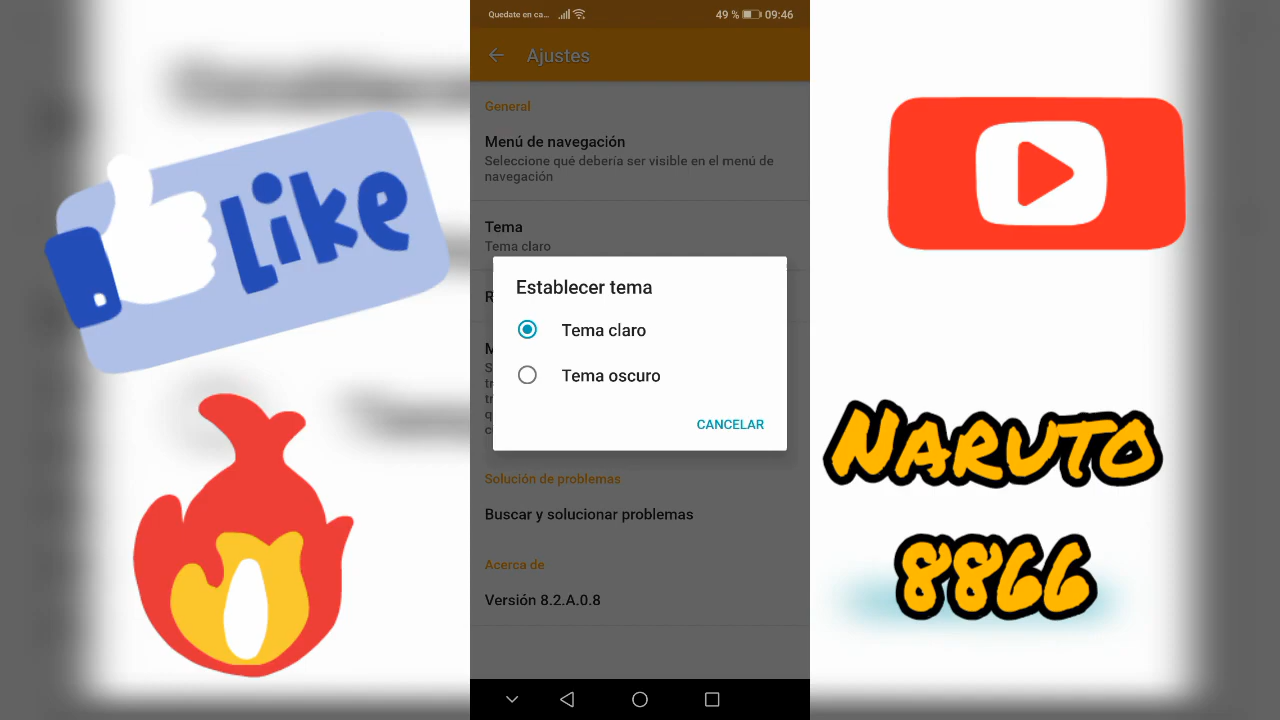 Quedate en ca... 49 % 09:46
Ajustes
General
Menú de navegación
Seleccione qué debería ser visible en el menú de
navegación
Tema
Tema claro
Establecer tema
Tema claro
Tema oscuro
CANCELAR
Solución de problemas
Buscar y solucionar problemas
Acerca de
Versión 8.2.A.0.8
Like
NARUTO
8866